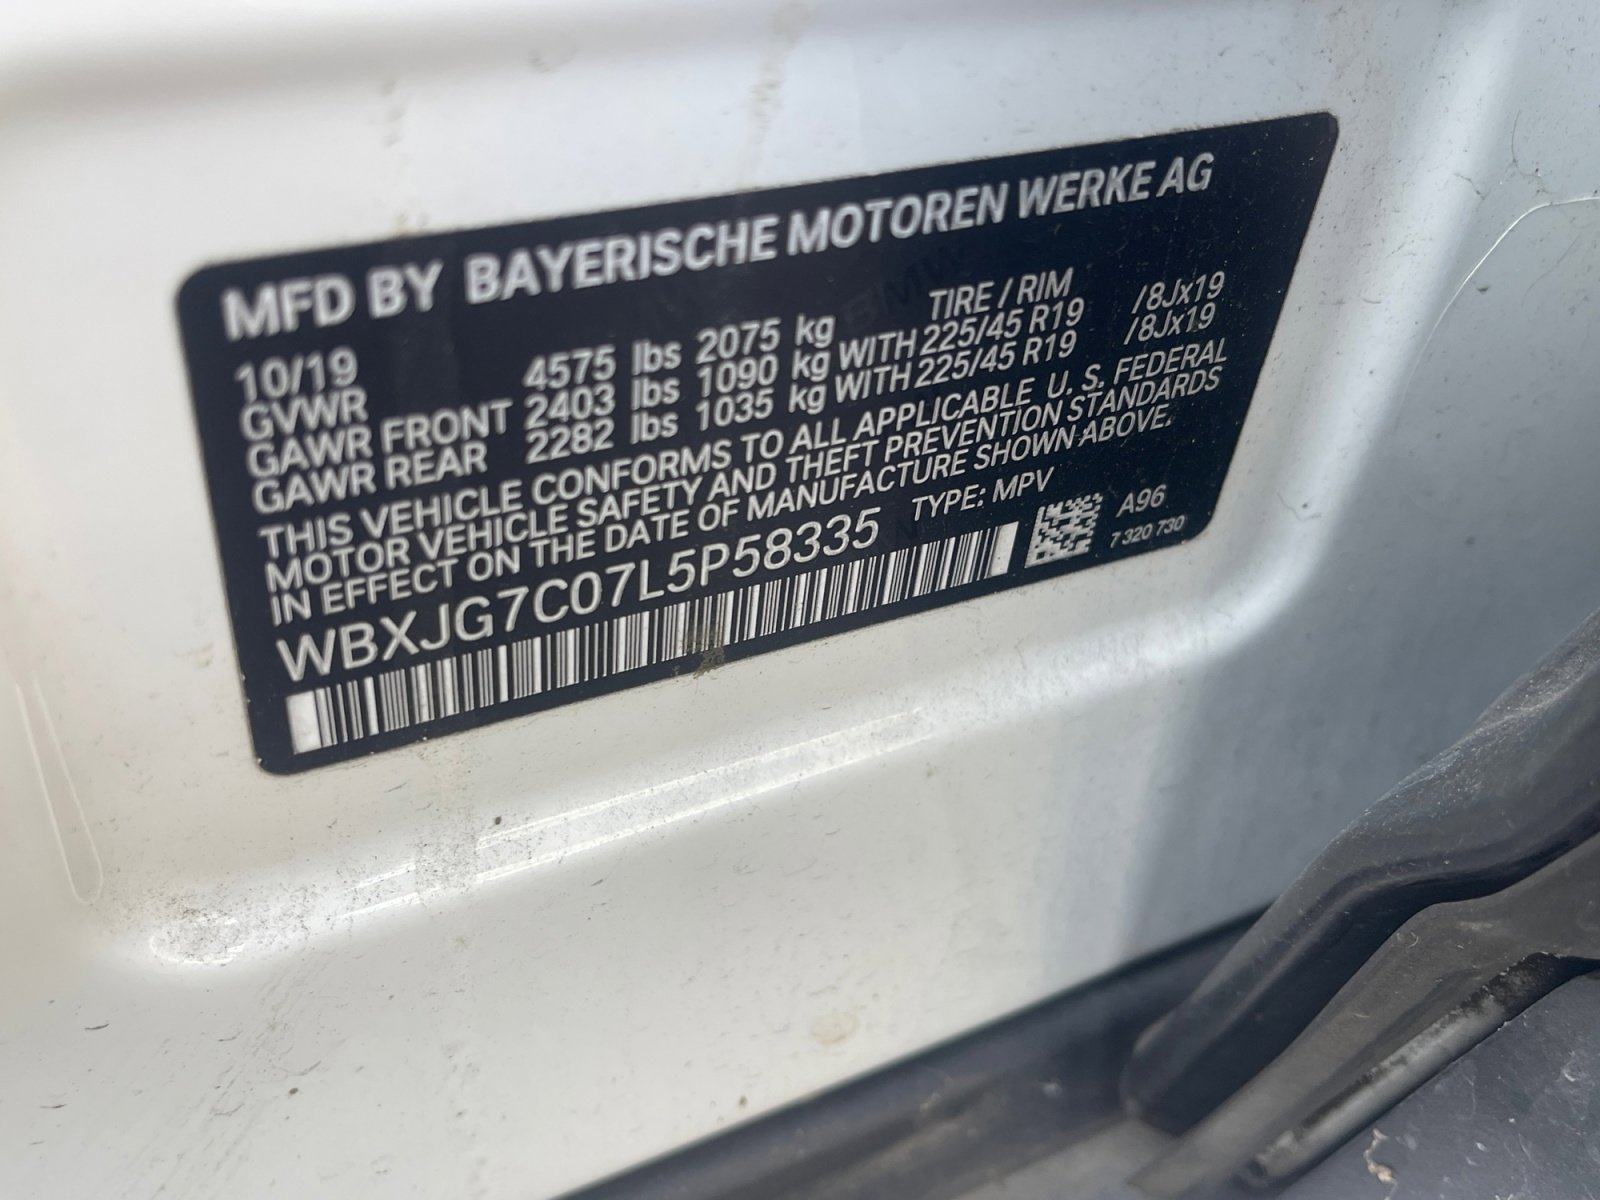 MFD BY BAYERISCHE MOTOREN WERKE AG
10/19 TIRE / RIM
GVWR 4575 lbs 2075 kg
GAWR FRONT 2403 lbs 1090 kg WITH 225/45 R19 /8Jx19
GAWR REAR 2282 lbs 1035 kg WITH 225/45 R19 /8Jx19
THIS VEHICLE CONFORMS TO ALL APPLICABLE U. S. FEDERAL
MOTOR VEHICLE SAFETY AND THEFT PREVENTION STANDARDS
IN EFFECT ON THE DATE OF MANUFACTURE SHOWN ABOVE.
WBXJG7C07L5P58335 TYPE: MPV
A96
7 320 730